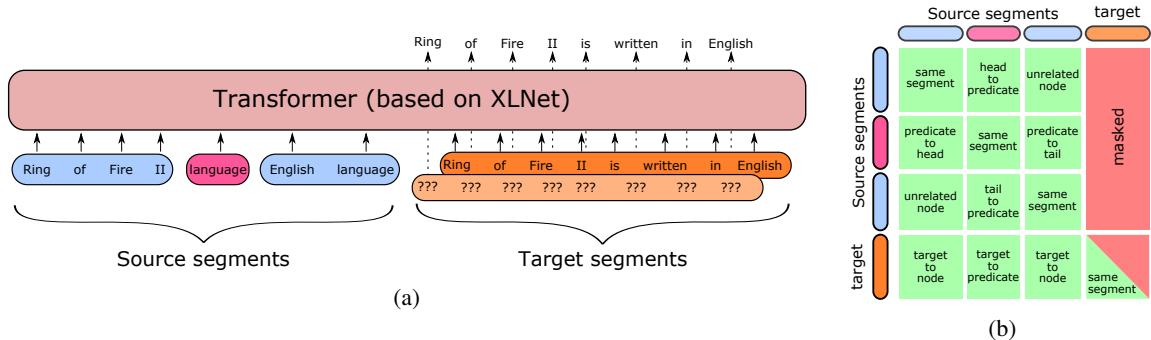 Ring of Fire II is written in English
Transformer (based on XLNet)
Ring of Fire II language English language
Ring of Fire II is written in English
??? ??? ??? ??? ??? ??? ??? ???
Source segments Target segments
(a)
Source segments target
Source segments
target
same segment
head to predicate
unrelated node
masked
predicate to head
same segment
predicate to tail
unrelated node
tail to predicate
same segment
target to node
target to predicate
target to node
same segment
(b)